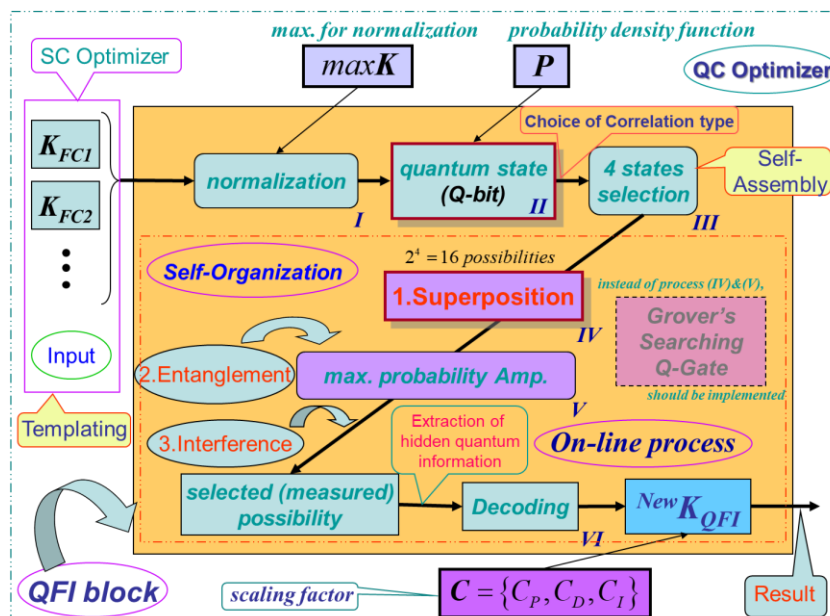 max. for normalization
probability density function
SC Optimizer
maxK
P
QC Optimizer
Choice of Correlation type
K_FC1
normalization
quantum state
(Q-bit)
4 states
selection
Self-
Assembly
K_FC2
I
II
III
2^4 = 16 possibilities
Self-Organization
1.Superposition
instead of process (IV)&(V),
Grover's
Searching
Q-Gate
IV
should be implemented
Input
2.Entanglement
max. probability Amp.
V
Templating
3.Interference
Extraction of
hidden quantum
information
On-line process
selected (measured)
possibility
Decoding
New K_QFI
VI
QFI block
scaling factor
C = {C_P, C_D, C_I}
Result